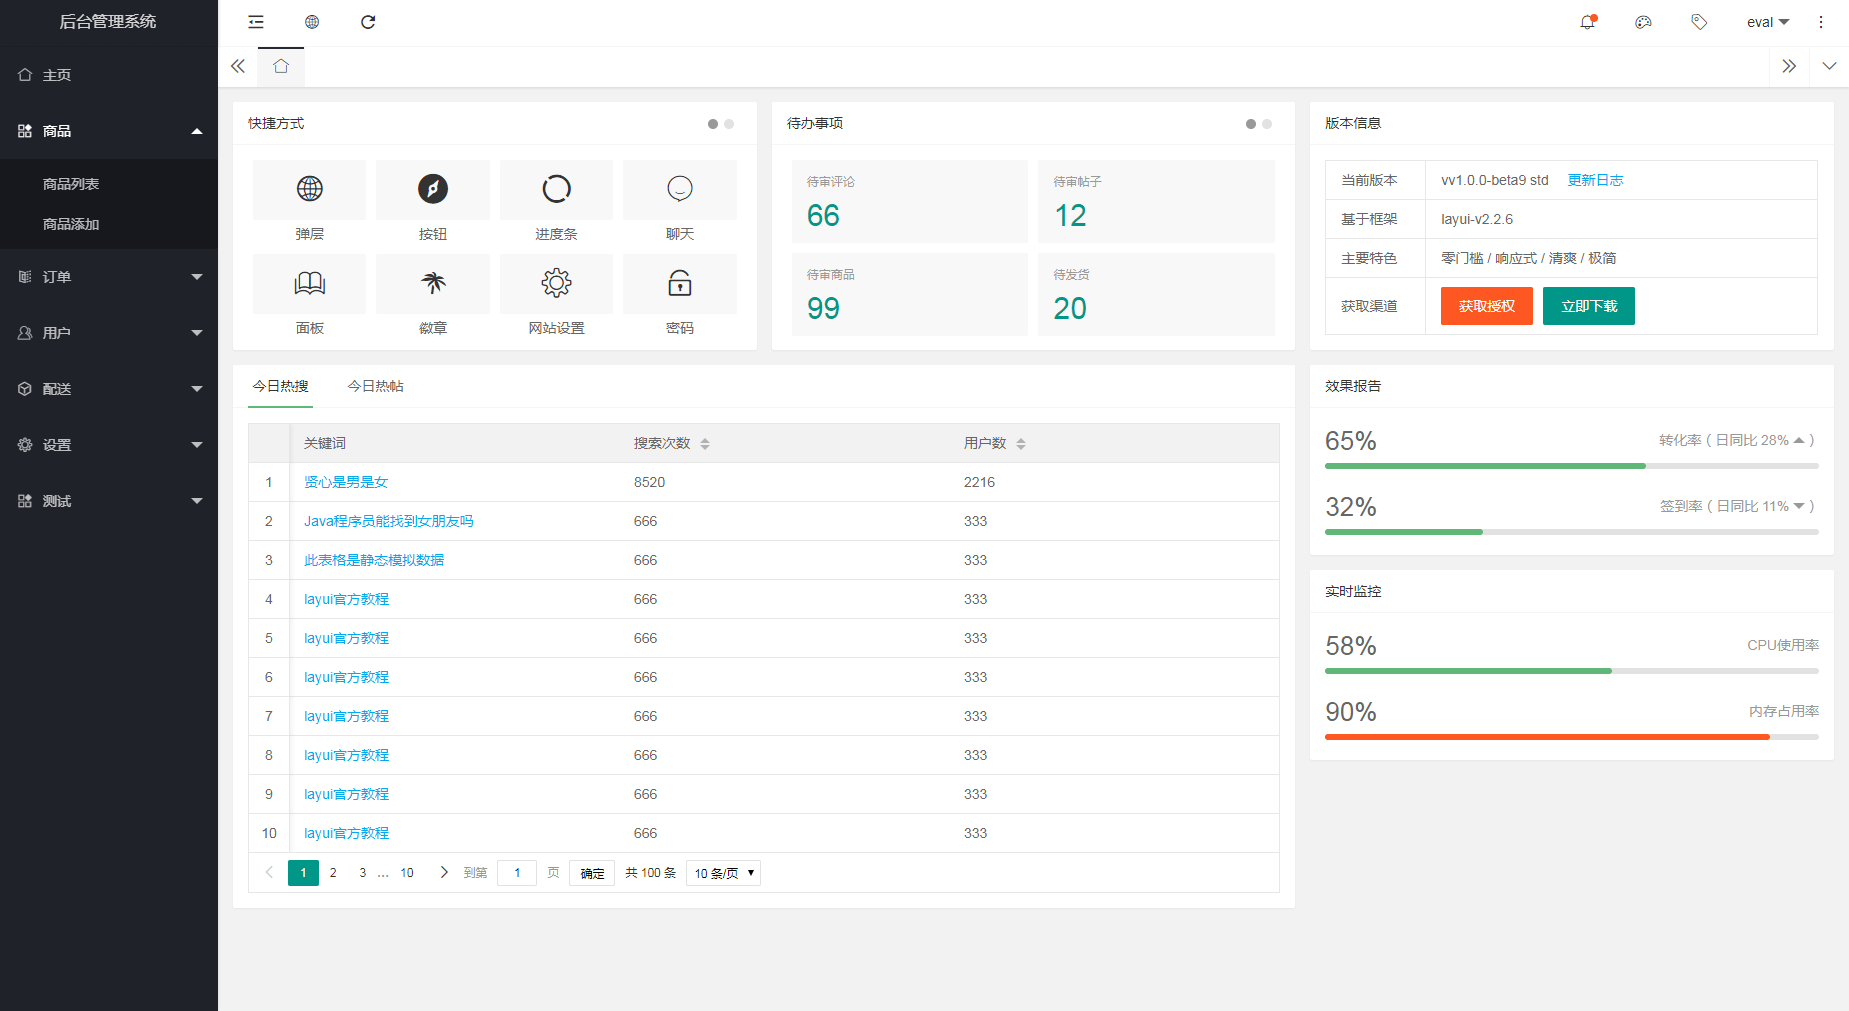 后台管理系统
eval
主页
商品
商品列表
商品添加
订单
用户
配送
设置
测试
快捷方式
弹层
按钮
进度条
聊天
面板
徽章
网站设置
密码
待办事项
待审评论
66
待审帖子
12
待审商品
99
待发货
20
版本信息
当前版本 vv1.0.0-beta9 std 更新日志
基于框架 layui-v2.2.6
主要特色 零门槛 / 响应式 / 清爽 / 极简
获取渠道 获取授权 立即下载
今日热搜 今日热帖
关键词 搜索次数 用户数
1 贤心是男是女 8520 2216
2 Java程序员能找到女朋友吗 666 333
3 此表格是静态模拟数据 666 333
4 layui官方教程 666 333
5 layui官方教程 666 333
6 layui官方教程 666 333
7 layui官方教程 666 333
8 layui官方教程 666 333
9 layui官方教程 666 333
10 layui官方教程 666 333
1 2 3 … 10 到第 1 页 确定 共 100 条 10 条/页
效果报告
65% 转化率 ( 日同比 28% )
32% 签到率 ( 日同比 11% )
实时监控
58% CPU使用率
90% 内存占用率